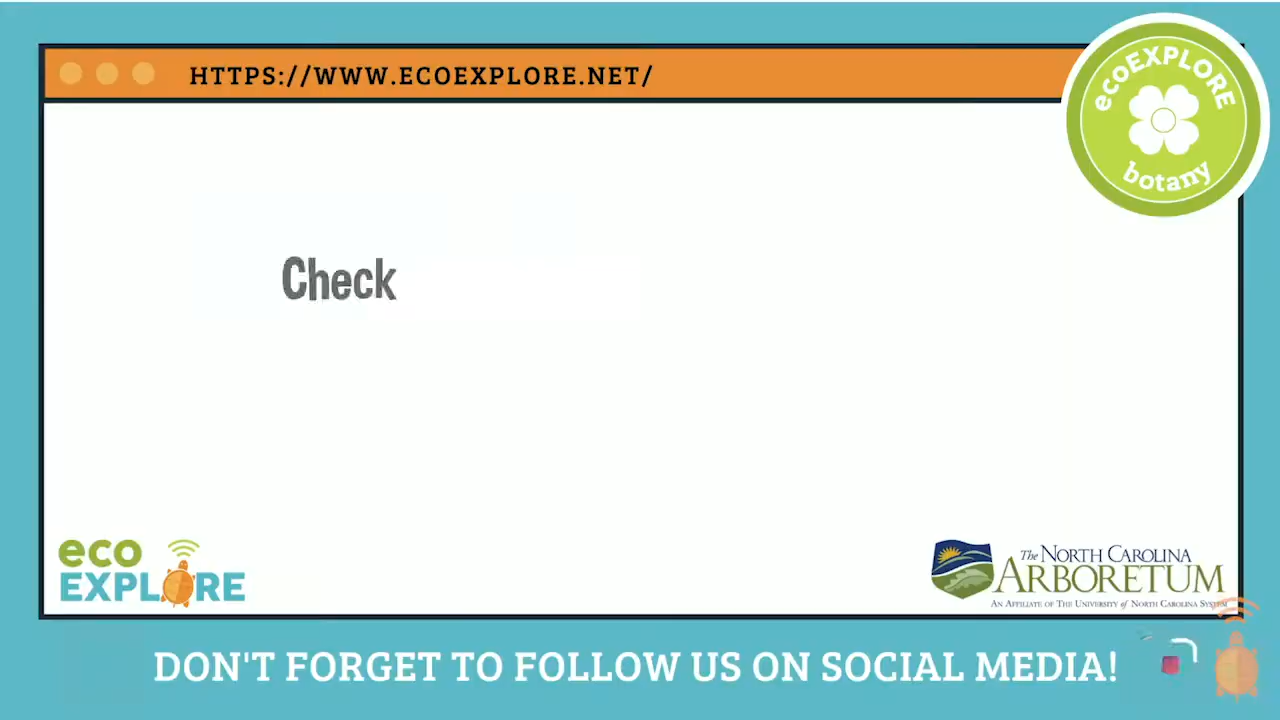 HTTPS://WWW.ECOEXPLORE.NET/
ecoEXPLORE
botany
Check
eco
EXPLORE
The NORTH CAROLINA
ARBORETUM
AN AFFILIATE OF THE UNIVERSITY of NORTH CAROLINA SYSTEM
DON'T FORGET TO FOLLOW US ON SOCIAL MEDIA!